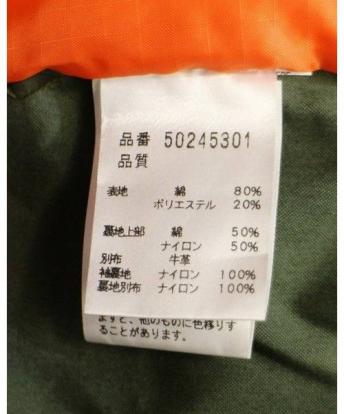 品番 50245301
品質
表地 綿 80%
ポリエステル 20%
裏地上部 綿 50%
ナイロン 50%
別布 牛革
袖裏地 ナイロン 100%
裏地別布 ナイロン 100%
ますと、他のものに色移りす
ることがあります。